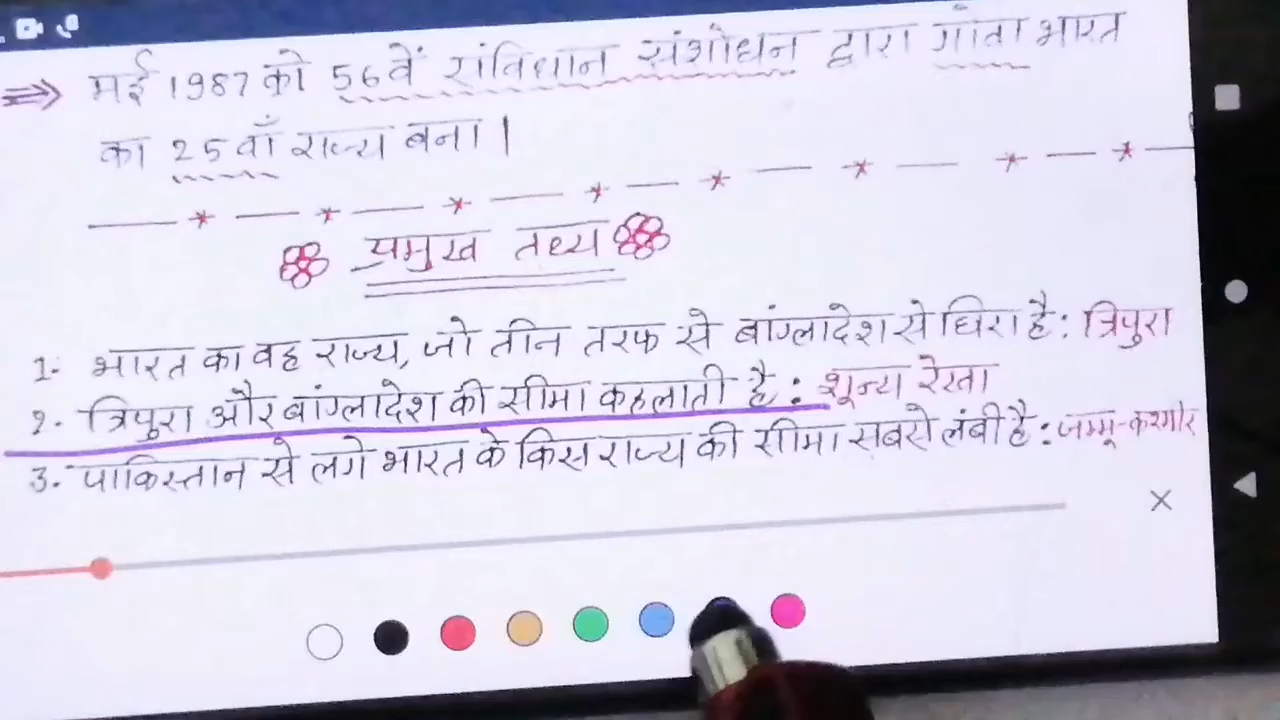 मई 1987 को 56वें संविधान संशोधन द्वारा गोवा भारत
का 25वाँ राज्य बना।
प्रमुख तथ्य
1. भारत का वह राज्य, जो तीन तरफ से बांग्लादेश से घिरा है: त्रिपुरा
2. त्रिपुरा और बांग्लादेश की सीमा कहलाती है: शून्य रेखा
3. पाकिस्तान से लगे भारत के किस राज्य की सीमा सबसे लंबी है: जम्मू-कश्मीर